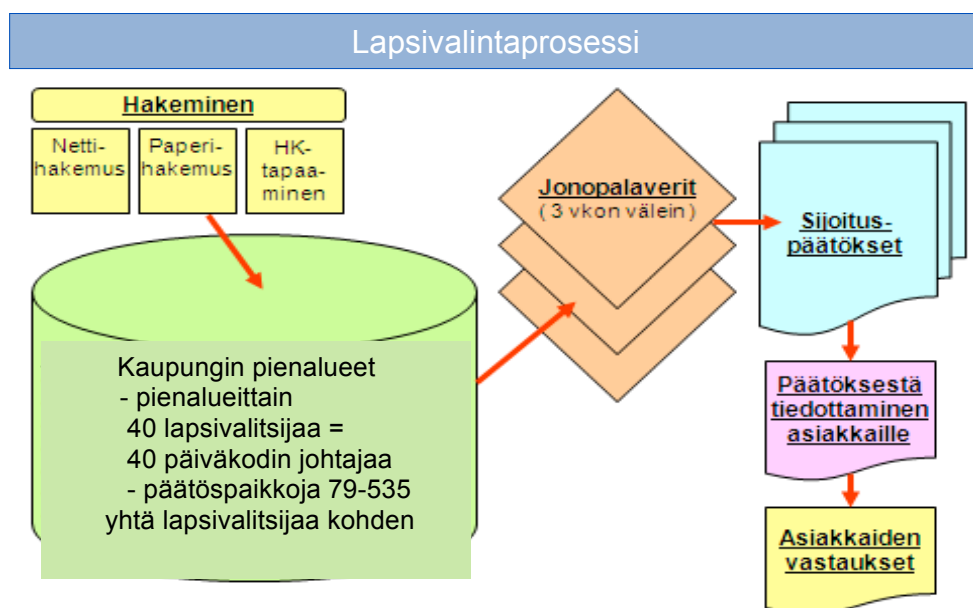 Lapsivalintaprosessi
Hakeminen
Netti-
hakemus
Paperi-
hakemus
HK-
tapaa-
minen
Kaupungin pienalueet
- pienalueittain
40 lapsivalitsijaa =
40 päiväkodin johtajaa
- päätöspaikkoja 79-535
yhtä lapsivalitsijaa kohden
Jonopalaverit
( 3 vkon välein )
Sijoitus-
päätökset
Päätöksestä
tiedottaminen
asiakkaille
Asiakkaiden
vastaukset